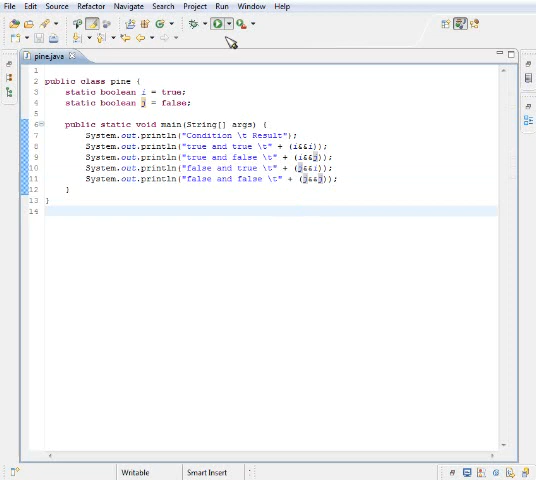 File Edit Source Refactor Navigate Search Project Run Window Help
pine.java
1
2 public class pine {
3 static boolean i = true;
4 static boolean j = false;
5
6 public static void main(String[] args) {
7 System.out.println("Condition \t Result");
8 System.out.println("true and true \t" + (i&&i));
9 System.out.println("true and false \t" + (i&&j));
10 System.out.println("false and true \t" + (j&&i));
11 System.out.println("false and false \t" + (j&&j));
12 }
13 }
14
Writable Smart Insert